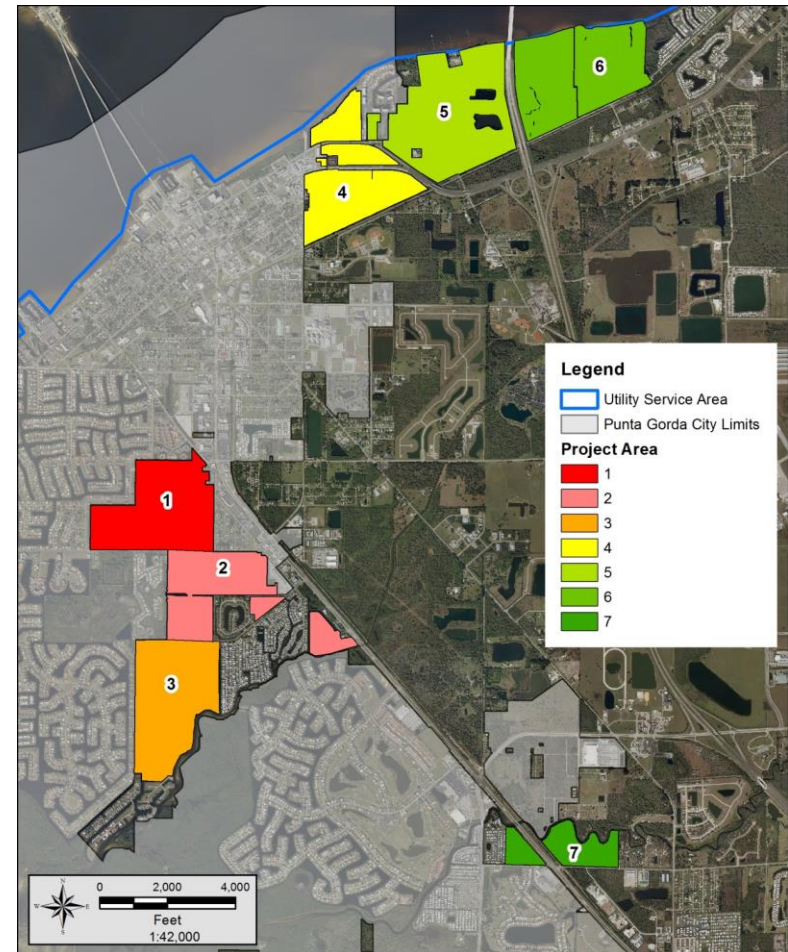 6
5
4
Legend
Utility Service Area
Punta Gorda City Limits
Project Area
1
2
3
4
5
6
7
1
2
3
7
N
W E
S
0 2,000 4,000
Feet
1:42,000